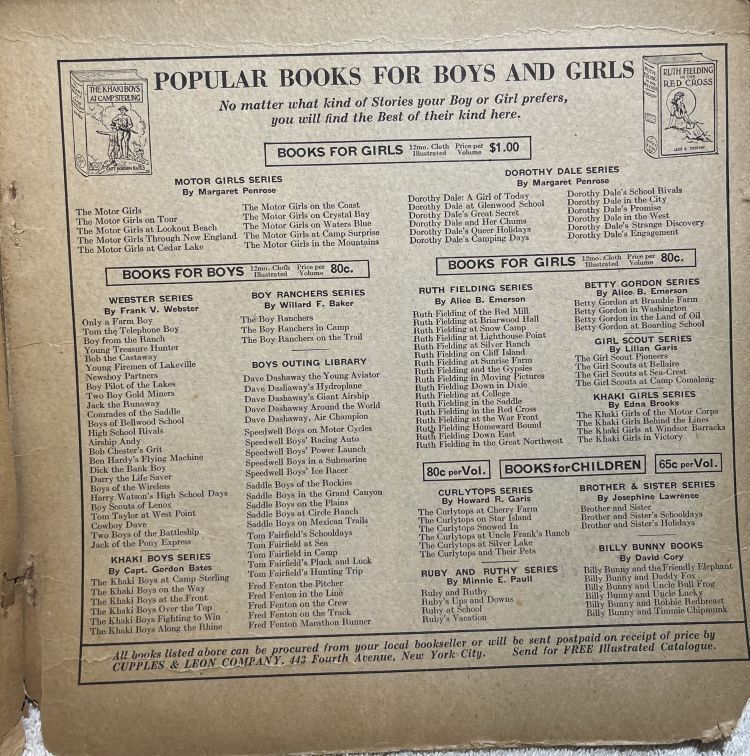 THE KHAKI BOYS
AT CAMP STERLING
CAPT. GORDON BATES
RUTH FIELDING
IN THE
RED CROSS
ALICE B. EMERSON
POPULAR BOOKS FOR BOYS AND GIRLS
No matter what kind of Stories your Boy or Girl prefers,
you will find the Best of their kind here.
BOOKS FOR GIRLS 12mo. Cloth Illustrated Price per Volume $1.00
MOTOR GIRLS SERIES
By Margaret Penrose
The Motor Girls
The Motor Girls on Tour
The Motor Girls at Lookout Beach
The Motor Girls Through New England
The Motor Girls at Cedar Lake
The Motor Girls on the Coast
The Motor Girls on Crystal Bay
The Motor Girls on Waters Blue
The Motor Girls at Camp Surprise
The Motor Girls in the Mountains
DOROTHY DALE SERIES
By Margaret Penrose
Dorothy Dale: A Girl of Today
Dorothy Dale at Glenwood School
Dorothy Dale's Great Secret
Dorothy Dale and Her Chums
Dorothy Dale's Queer Holidays
Dorothy Dale's Camping Days
Dorothy Dale's School Rivals
Dorothy Dale in the City
Dorothy Dale's Promise
Dorothy Dale in the West
Dorothy Dale's Strange Discovery
Dorothy Dale's Engagement
BOOKS FOR BOYS 12mo. Cloth Illustrated Price per Volume 80c.
WEBSTER SERIES
By Frank V. Webster
Only a Farm Boy
Tom the Telephone Boy
Boy from the Ranch
Young Treasure Hunter
Bob the Castaway
Young Firemen of Lakeville
Newsboy Partners
Boy Pilot of the Lakes
Two Boy Gold Miners
Jack the Runaway
Comrades of the Saddle
Boys of Bellwood School
High School Rivals
Airship Andy
Bob Chester's Grit
Ben Hardy's Flying Machine
Dick the Bank Boy
Darry the Life Saver
Boys of the Wireless
Harry Watson's High School Days
Boy Scouts of Lenox
Tom Taylor at West Point
Cowboy Dave
Two Boys of the Battleship
Jack of the Pony Express
KHAKI BOYS SERIES
By Capt. Gordon Bates
The Khaki Boys at Camp Sterling
The Khaki Boys on the Way
The Khaki Boys at the Front
The Khaki Boys Over the Top
The Khaki Boys Fighting to Win
The Khaki Boys Along the Rhine
BOY RANCHERS SERIES
By Willard F. Baker
The Boy Ranchers
The Boy Ranchers in Camp
The Boy Ranchers on the Trail
BOYS OUTING LIBRARY
Dave Dashaway the Young Aviator
Dave Dashaway's Hydroplane
Dave Dashaway's Giant Airship
Dave Dashaway Around the World
Dave Dashaway, Air Champion
Speedwell Boys on Motor Cycles
Speedwell Boys' Racing Auto
Speedwell Boys' Power Launch
Speedwell Boys in a Submarine
Speedwell Boys' Ice Racer
Saddle Boys of the Rockies
Saddle Boys in the Grand Canyon
Saddle Boys on the Plains
Saddle Boys at Circle Ranch
Saddle Boys on Mexican Trails
Tom Fairfield's Schooldays
Tom Fairfield at Sea
Tom Fairfield in Camp
Tom Fairfield's Pluck and Luck
Tom Fairfield's Hunting Trip
Fred Fenton the Pitcher
Fred Fenton in the Line
Fred Fenton on the Crew
Fred Fenton on the Track
Fred Fenton Marathon Runner
BOOKS FOR GIRLS 12mo. Cloth Illustrated Price per Volume 80c.
RUTH FIELDING SERIES
By Alice B. Emerson
Ruth Fielding of the Red Mill
Ruth Fielding at Briarwood Hall
Ruth Fielding at Snow Camp
Ruth Fielding at Lighthouse Point
Ruth Fielding at Silver Ranch
Ruth Fielding on Cliff Island
Ruth Fielding at Sunrise Farm
Ruth Fielding and the Gypsies
Ruth Fielding in Moving Pictures
Ruth Fielding Down in Dixie
Ruth Fielding at College
Ruth Fielding in the Saddle
Ruth Fielding in the Red Cross
Ruth Fielding at the War Front
Ruth Fielding Homeward Bound
Ruth Fielding Down East
Ruth Fielding in the Great Northwest
BETTY GORDON SERIES
By Alice B. Emerson
Betty Gordon at Bramble Farm
Betty Gordon in Washington
Betty Gordon in the Land of Oil
Betty Gordon at Boarding School
GIRL SCOUT SERIES
By Lilian Garis
The Girl Scout Pioneers
The Girl Scouts at Bellaire
The Girl Scouts at Sea-Crest
The Girl Scouts at Camp Comalong
KHAKI GIRLS SERIES
By Edna Brooks
The Khaki Girls of the Motor Corps
The Khaki Girls Behind the Lines
The Khaki Girls at Windsor Barracks
The Khaki Girls in Victory
80c per Vol. BOOKS for CHILDREN 65c per Vol.
CURLYTOPS SERIES
By Howard R. Garis
The Curlytops at Cherry Farm
The Curlytops on Star Island
The Curlytops Snowed In
The Curlytops at Uncle Frank's Ranch
The Curlytops at Silver Lake
The Curlytops and Their Pets
RUBY AND RUTHY SERIES
By Minnie E. Paull
Ruby and Ruthy
Ruby's Ups and Downs
Ruby at School
Ruby's Vacation
BROTHER & SISTER SERIES
By Josephine Lawrence
Brother and Sister
Brother and Sister's Schooldays
Brother and Sister's Holidays
BILLY BUNNY BOOKS
By David Cory
Billy Bunny and the Friendly Elephant
Billy Bunny and Daddy Fox
Billy Bunny and Uncle Bull Frog
Billy Bunny and Uncle Lucky
Billy Bunny and Robbie Redbreast
Billy Bunny and Timmie Chipmunk
All books listed above can be procured from your local bookseller or will be sent postpaid on receipt of price by
CUPPLES & LEON COMPANY, 443 Fourth Avenue, New York City. Send for FREE Illustrated Catalogue.